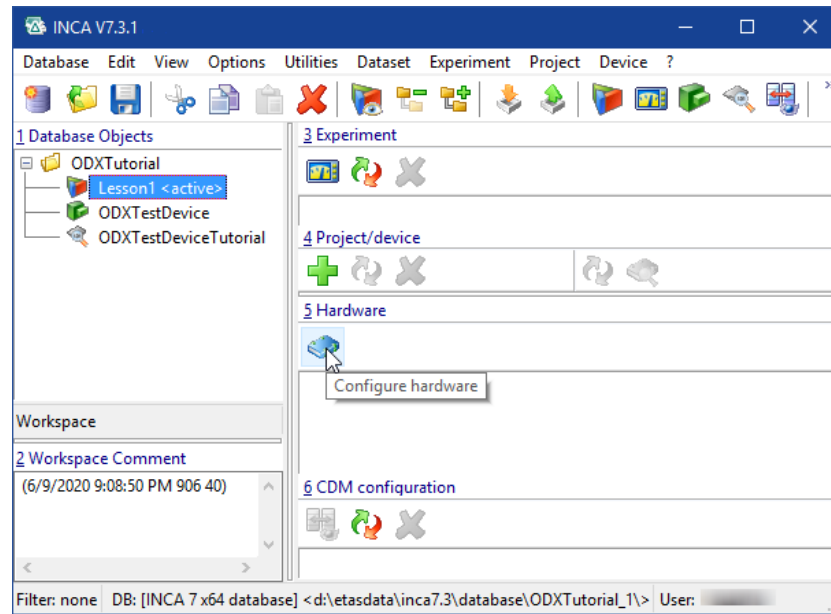 INCA V7.3.1
Database Edit View Options Utilities Dataset Experiment Project Device ?
1 Database Objects
ODXTutorial
Lesson1 <active>
ODXTestDevice
ODXTestDeviceTutorial
Workspace
2 Workspace Comment
(6/9/2020 9:08:50 PM 906 40)
3 Experiment
4 Project/device
5 Hardware
Configure hardware
6 CDM configuration
Filter: none DB: [INCA 7 x64 database] <d:\etasdata\inca7.3\database\ODXTutorial_1\> User: